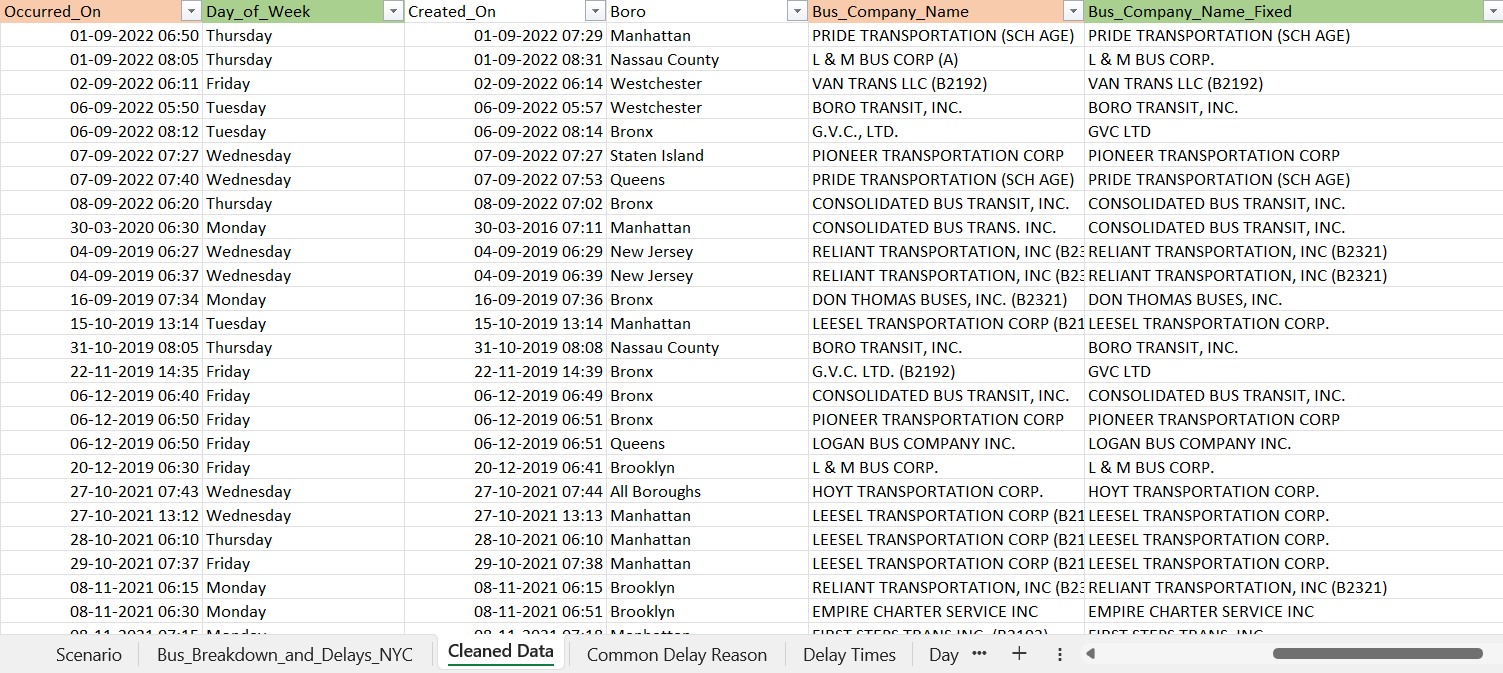 Occurred_On Day_of_Week Created_On Boro Bus_Company_Name Bus_Company_Name_Fixed
01-09-2022 06:50 Thursday 01-09-2022 07:29 Manhattan PRIDE TRANSPORTATION (SCH AGE) PRIDE TRANSPORTATION (SCH AGE)
01-09-2022 08:05 Thursday 01-09-2022 08:31 Nassau County L & M BUS CORP (A) L & M BUS CORP.
02-09-2022 06:11 Friday 02-09-2022 06:14 Westchester VAN TRANS LLC (B2192) VAN TRANS LLC (B2192)
06-09-2022 05:50 Tuesday 06-09-2022 05:57 Westchester BORO TRANSIT, INC. BORO TRANSIT, INC.
06-09-2022 08:12 Tuesday 06-09-2022 08:14 Bronx G.V.C., LTD. GVC LTD
07-09-2022 07:27 Wednesday 07-09-2022 07:27 Staten Island PIONEER TRANSPORTATION CORP PIONEER TRANSPORTATION CORP
07-09-2022 07:40 Wednesday 07-09-2022 07:53 Queens PRIDE TRANSPORTATION (SCH AGE) PRIDE TRANSPORTATION (SCH AGE)
08-09-2022 06:20 Thursday 08-09-2022 07:02 Bronx CONSOLIDATED BUS TRANSIT, INC. CONSOLIDATED BUS TRANSIT, INC.
30-03-2020 06:30 Monday 30-03-2016 07:11 Manhattan CONSOLIDATED BUS TRANS. INC. CONSOLIDATED BUS TRANSIT, INC.
04-09-2019 06:27 Wednesday 04-09-2019 06:29 New Jersey RELIANT TRANSPORTATION, INC (B23 RELIANT TRANSPORTATION, INC (B2321)
04-09-2019 06:37 Wednesday 04-09-2019 06:39 New Jersey RELIANT TRANSPORTATION, INC (B23 RELIANT TRANSPORTATION, INC (B2321)
16-09-2019 07:34 Monday 16-09-2019 07:36 Bronx DON THOMAS BUSES, INC. (B2321) DON THOMAS BUSES, INC.
15-10-2019 13:14 Tuesday 15-10-2019 13:14 Manhattan LEESEL TRANSPORTATION CORP (B21 LEESEL TRANSPORTATION CORP.
31-10-2019 08:05 Thursday 31-10-2019 08:08 Nassau County BORO TRANSIT, INC. BORO TRANSIT, INC.
22-11-2019 14:35 Friday 22-11-2019 14:39 Bronx G.V.C. LTD. (B2192) GVC LTD
06-12-2019 06:40 Friday 06-12-2019 06:49 Bronx CONSOLIDATED BUS TRANSIT, INC. CONSOLIDATED BUS TRANSIT, INC.
06-12-2019 06:50 Friday 06-12-2019 06:51 Bronx PIONEER TRANSPORTATION CORP PIONEER TRANSPORTATION CORP
06-12-2019 06:50 Friday 06-12-2019 06:51 Queens LOGAN BUS COMPANY INC. LOGAN BUS COMPANY INC.
20-12-2019 06:30 Friday 20-12-2019 06:41 Brooklyn L & M BUS CORP. L & M BUS CORP.
27-10-2021 07:43 Wednesday 27-10-2021 07:44 All Boroughs HOYT TRANSPORTATION CORP. HOYT TRANSPORTATION CORP.
27-10-2021 13:12 Wednesday 27-10-2021 13:13 Manhattan LEESEL TRANSPORTATION CORP (B21 LEESEL TRANSPORTATION CORP.
28-10-2021 06:10 Thursday 28-10-2021 06:10 Manhattan LEESEL TRANSPORTATION CORP (B21 LEESEL TRANSPORTATION CORP.
29-10-2021 07:37 Friday 29-10-2021 07:38 Manhattan LEESEL TRANSPORTATION CORP (B21 LEESEL TRANSPORTATION CORP.
08-11-2021 06:15 Monday 08-11-2021 06:15 Brooklyn RELIANT TRANSPORTATION, INC (B23 RELIANT TRANSPORTATION, INC (B2321)
08-11-2021 06:30 Monday 08-11-2021 06:51 Brooklyn EMPIRE CHARTER SERVICE INC EMPIRE CHARTER SERVICE INC
08-11-2021 07:15 Monday 08-11-2021 07:18 Manhattan FIRST STEPS TRANS INC. (B2192) FIRST STEPS TRANS INC.
Scenario Bus_Breakdown_and_Delays_NYC Cleaned Data Common Delay Reason Delay Times Day ···